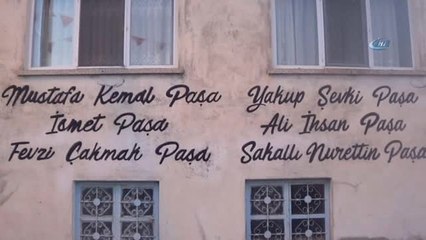 Mustafa Kemal Paşa
İsmet Paşa
Fevzi Çakmak Paşa
Yakup Şevki Paşa
Ali İhsan Paşa
Sakallı Nurettin Paşa